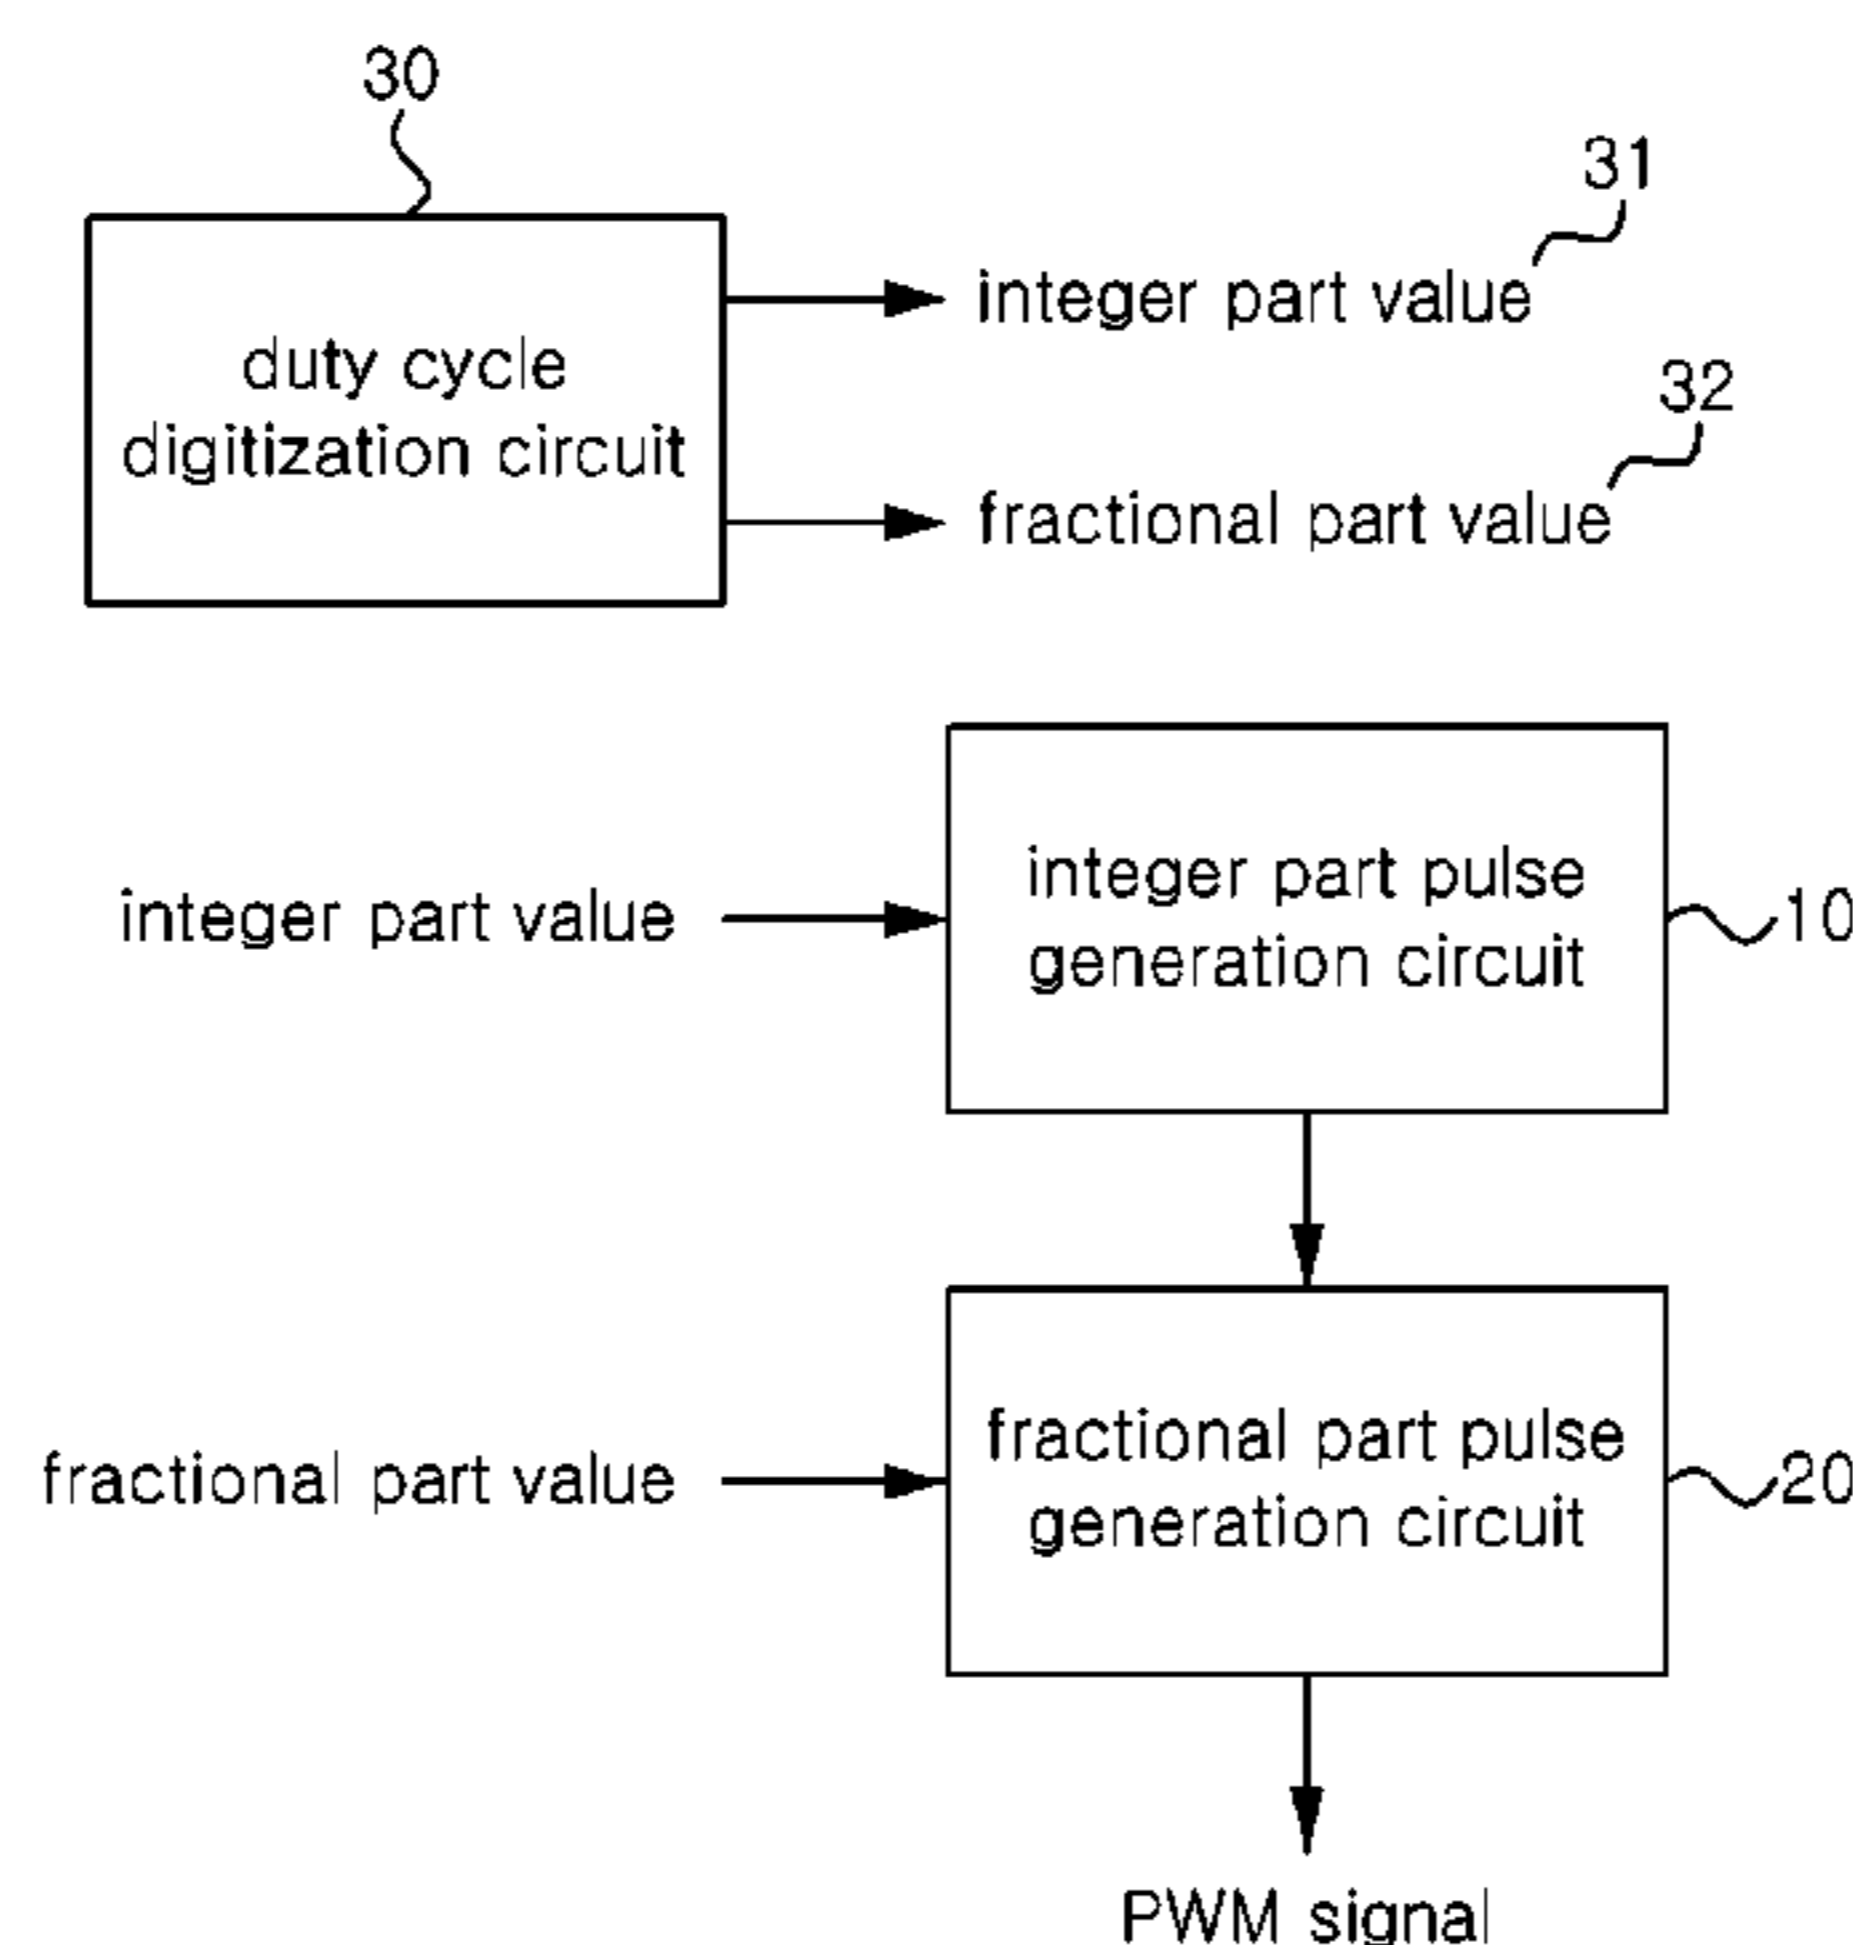 30
31
integer part value
32
duty cycle
digitization circuit
fractional part value
integer part pulse
generation circuit
integer part value
10
fractional part pulse
generation circuit
fractional part value
20
PWM signal